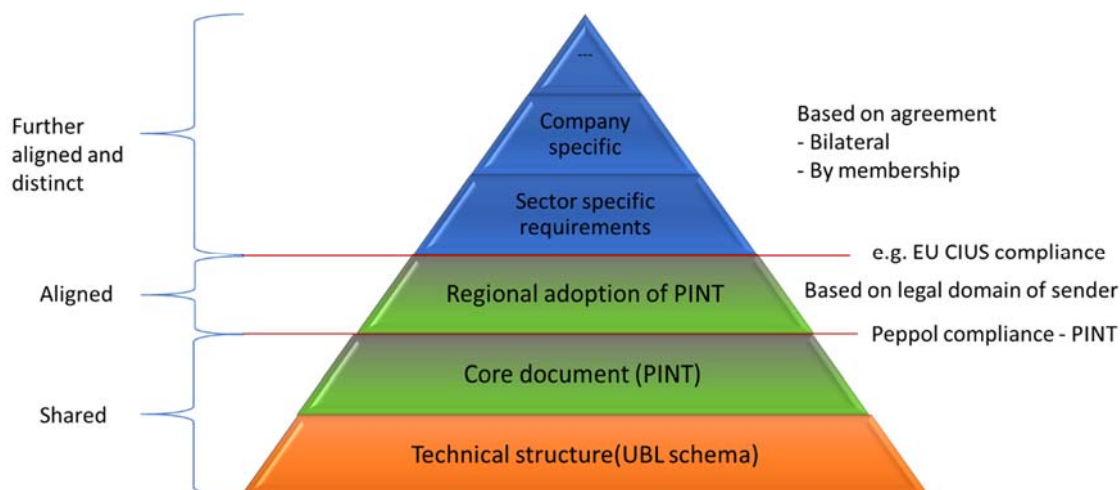 ---
Company
specific
Sector specific
requirements
Regional adoption of PINT
Core document (PINT)
Technical structure(UBL schema)
Further
aligned and
distinct
Aligned
Shared
Based on agreement
- Bilateral
- By membership
e.g. EU CIUS compliance
Based on legal domain of sender
Peppol compliance - PINT